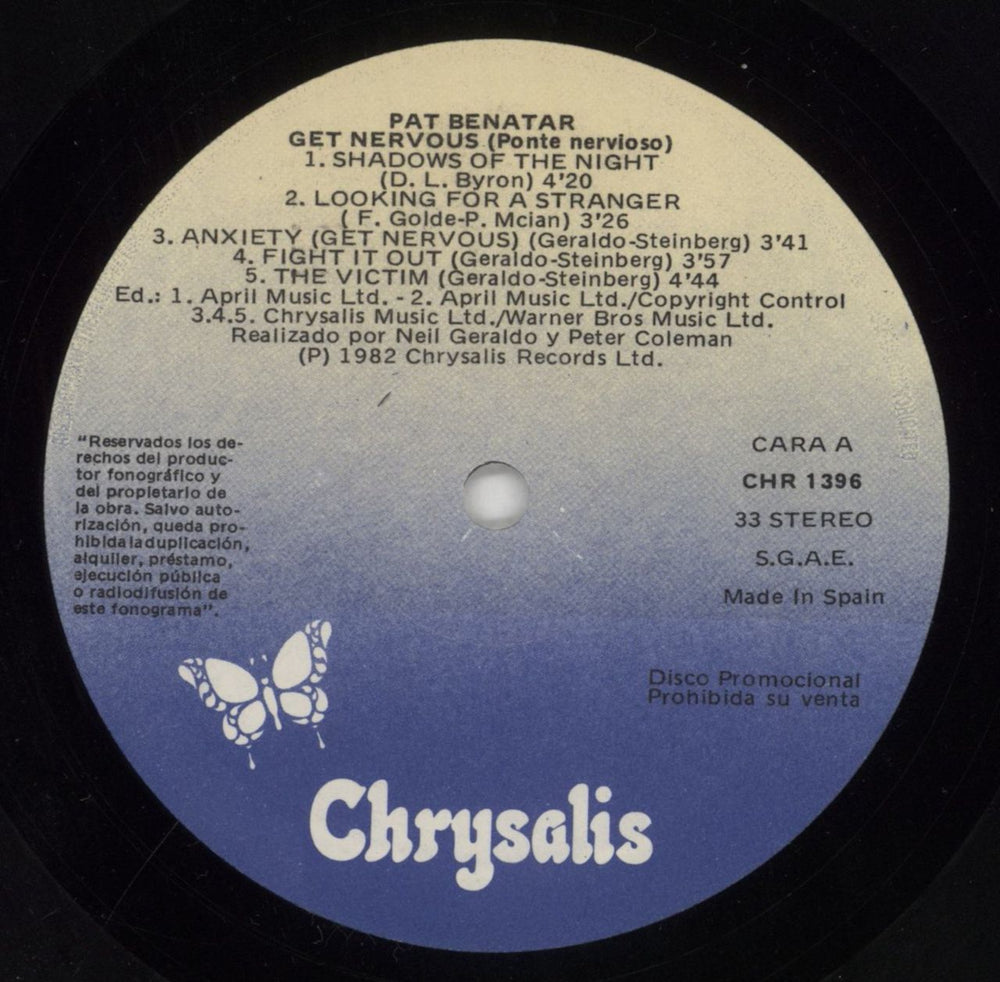 PAT BENATAR
GET NERVOUS (Ponte nervioso)
1. SHADOWS OF THE NIGHT
(D. L. Byron) 4'20
2. LOOKING FOR A STRANGER
( F. Golde-P. Mcian) 3'26
3. ANXIETY (GET NERVOUS) (Geraldo-Steinberg) 3'41
4. FIGHT IT OUT (Geraldo-Steinberg) 3'57
5. THE VICTIM (Geraldo-Steinberg) 4'44
Ed.: 1. April Music Ltd. - 2. April Music Ltd./Copyright Control
3.4.5. Chrysalis Music Ltd./Warner Bros Music Ltd.
Realizado por Neil Geraldo y Peter Coleman
(P) 1982 Chrysalis Records Ltd.
"Reservados los de-
rechos del produc-
tor fonográfico y
del propietario de
la obra. Salvo auto-
rización, queda pro-
hibida la duplicación,
alquiler, préstamo,
ejecución pública
o radiodifusión de
este fonograma".
CARA A
CHR 1396
33 STEREO
S.G.A.E.
Made In Spain
Disco Promocional
Prohibida su venta
Chrysalis